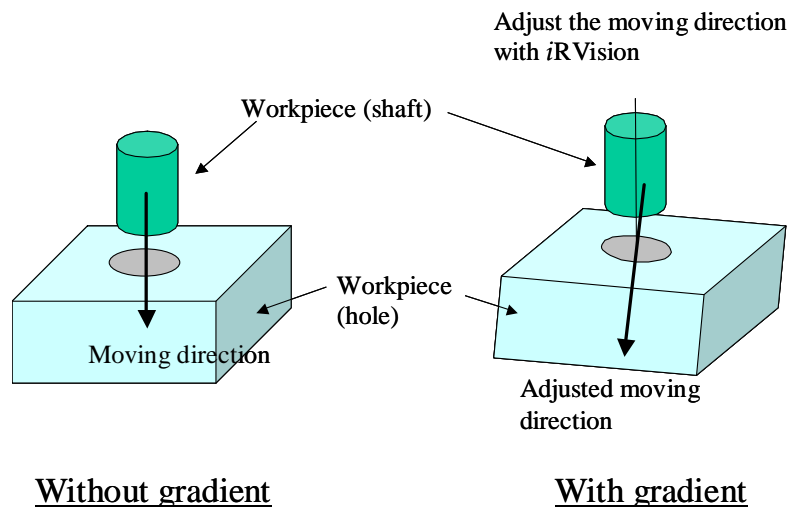 Adjust the moving direction
with iRVision
Workpiece (shaft)
Workpiece
(hole)
Moving direction
Adjusted moving
direction
Without gradient
With gradient